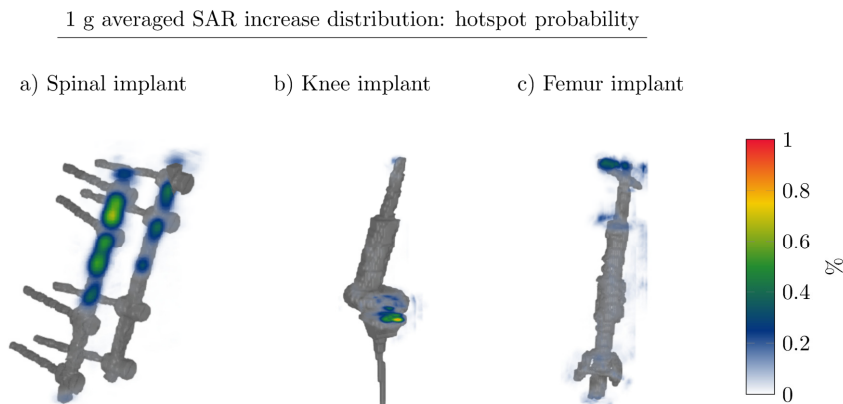 1 g averaged SAR increase distribution: hotspot probability
a) Spinal implant
b) Knee implant
c) Femur implant
1
0.8
0.6
0.4
0.2
0
%